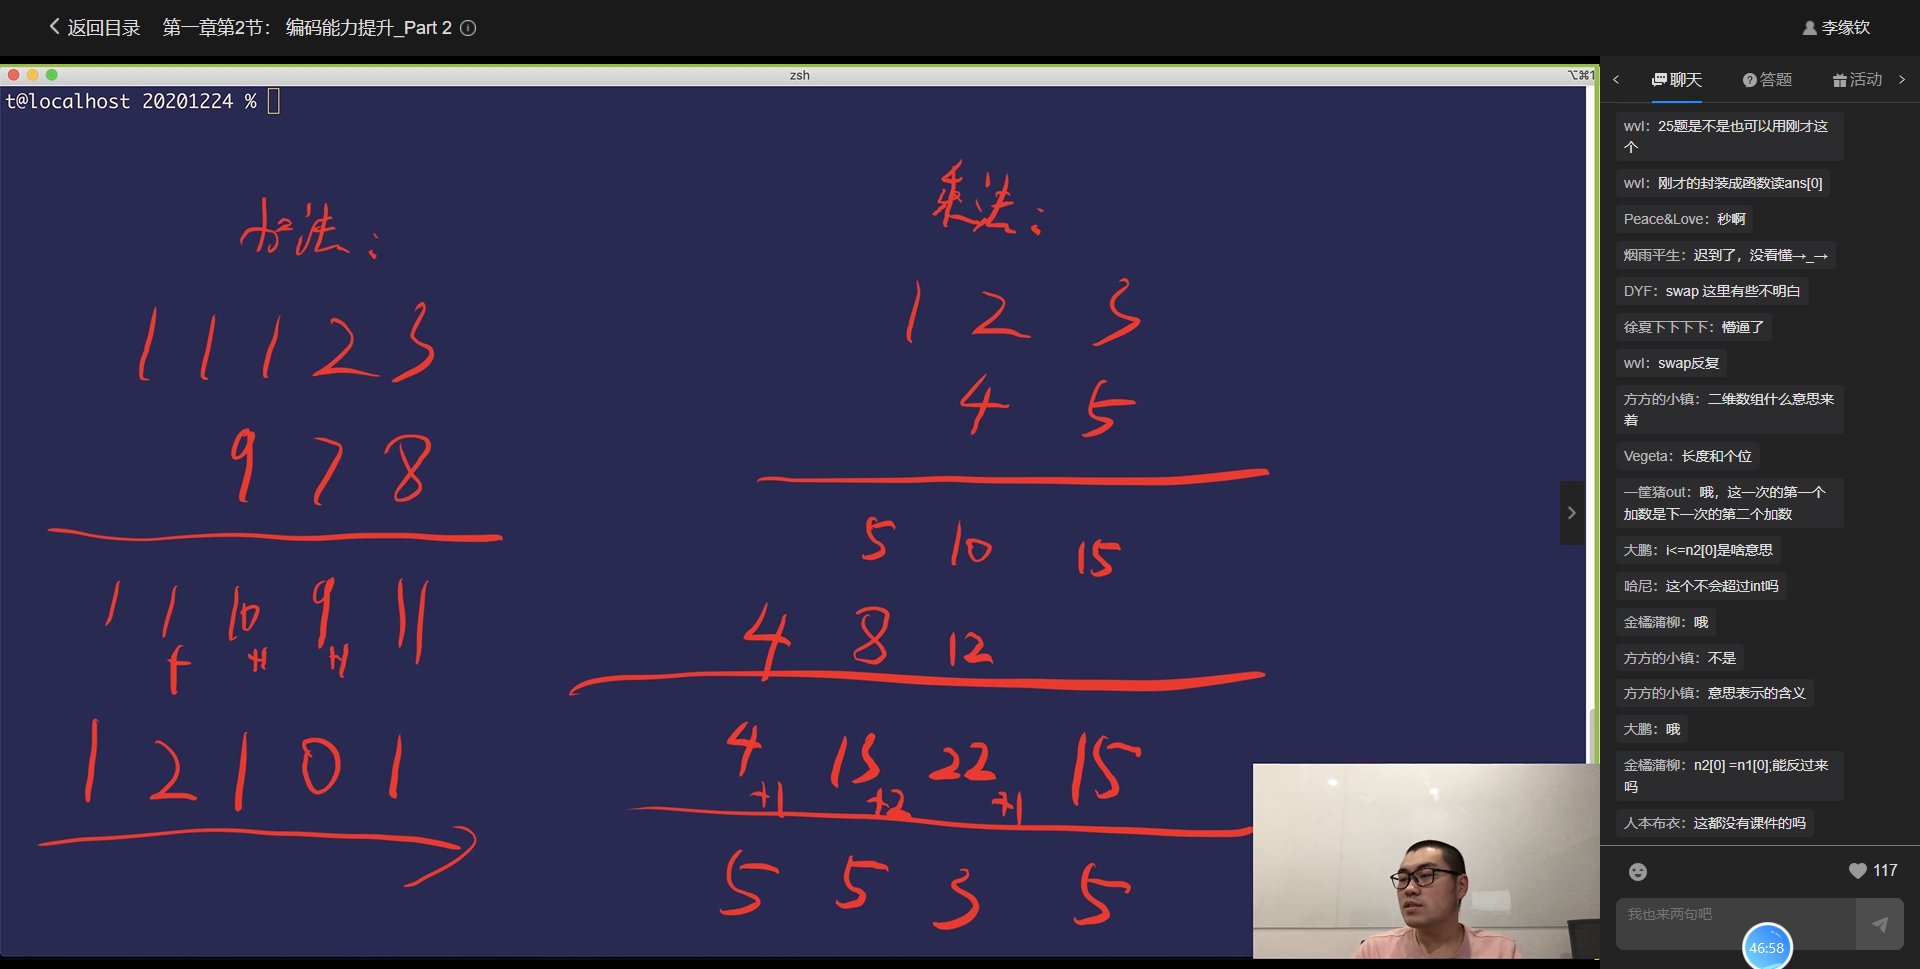 返回目录 第一章第2节： 编码能力提升_Part 2
李缘钦
zsh
⌥⌘1
t@localhost 20201224 %
加法：
1 1 1 2 3
9 7 8
1 1 10 9 11
+ +1 +1
1 2 1 0 1
乘法：
1 2 3
4 5
5 10 15
4 8 12
4 13 22 15
+1 +2 +1
5 5 3 5
聊天 答题 活动
wvl：25题是不是也可以用刚才这
个
wvl：刚才的封装成函数读ans[0]
Peace&Love：秒啊
烟雨平生：迟到了，没看懂→_→
DYF：swap 这里有些不明白
徐夏下下下下：懵逼了
wvl：swap反复
方方的小镇：二维数组什么意思来
着
Vegeta：长度和个位
一筐猪out：哦，这一次的第一个
加数是下一次的第二个加数
大鹏：i<=n2[0]是啥意思
哈尼：这个不会超过int吗
金橘蒲柳：哦
方方的小镇：不是
方方的小镇：意思表示的含义
大鹏：哦
金橘蒲柳：n2[0] =n1[0];能反过来
吗
人本布衣：这都没有课件的吗
117
我也来两句吧
46:58